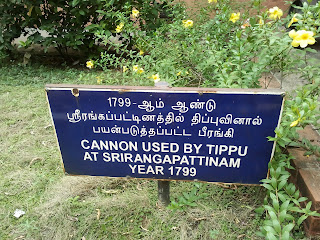 1799-ஆம் ஆண்டு
ஸ்ரீரங்கப்பட்டிணத்தில் திப்புவினால்
பயன்படுத்தப்பட்ட பீரங்கி
CANNON USED BY TIPPU
AT SRIRANGAPATTINAM
YEAR 1799